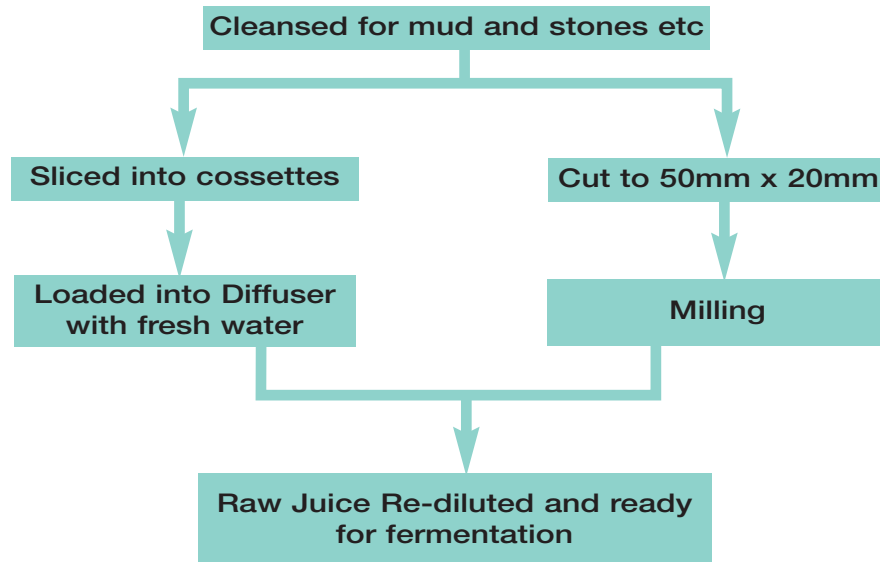 Cleansed for mud and stones etc
Sliced into cossettes
Cut to 50mm x 20mm
Loaded into Diffuser
with fresh water
Milling
Raw Juice Re-diluted and ready
for fermentation